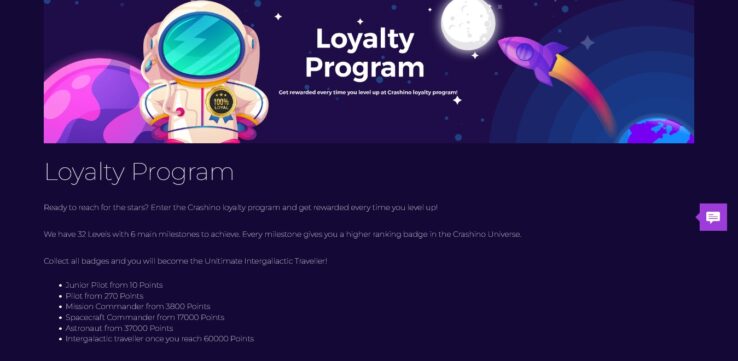 Loyalty
Program
Get rewarded every time you level up at Crashino loyalty program!
100%
LOYAL
Loyalty Program
Ready to reach for the stars? Enter the Crashino loyalty program and get rewarded every time you level up!
We have 32 Levels with 6 main milestones to achieve. Every milestone gives you a higher ranking badge in the Crashino Universe.
Collect all badges and you will become the Unitimate Intergallactic Traveller!
Junior Pilot from 10 Points
Pilot from 270 Points
Mission Commander from 3800 Points
Spacecraft Commander from 17000 Points
Astronaut from 37000 Points
Intergalactic traveller once you reach 60000 Points